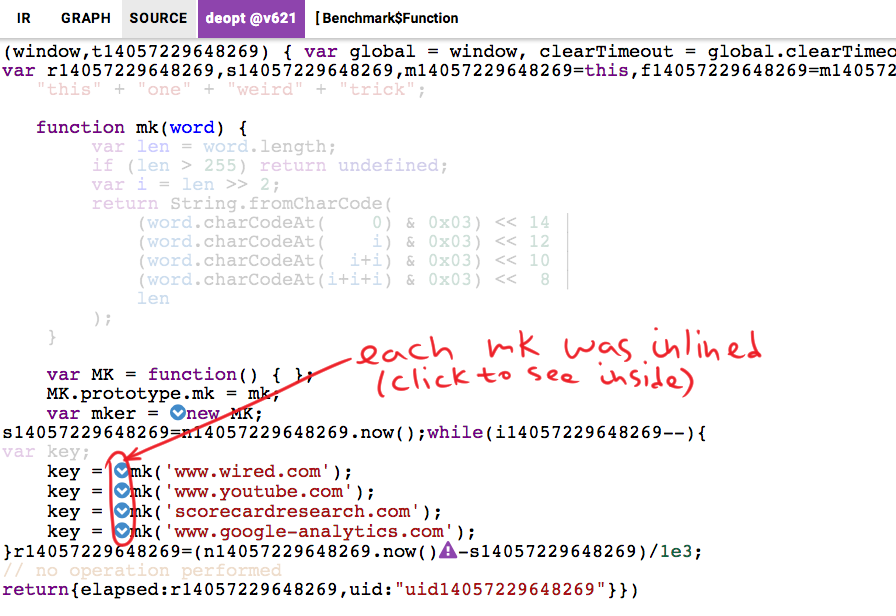 IR GRAPH SOURCE deopt @v621 [ Benchmark$Function
(window,t14057229648269) { var global = window, clearTimeout = global.clearTimeo
var r14057229648269,s14057229648269,m14057229648269=this,f14057229648269=m140572
"this" + "one" + "weird" + "trick";
function mk(word) {
var len = word.length;
if (len > 255) return undefined;
var i = len >> 2;
return String.fromCharCode(
(word.charCodeAt(    0) & 0x03) << 14 |
(word.charCodeAt(    i) & 0x03) << 12 |
(word.charCodeAt(  i+i) & 0x03) << 10 |
(word.charCodeAt(i+i+i) & 0x03) <<  8 |
len
);
}
each mk was inlined
(click to see inside)
var MK = function() { };
MK.prototype.mk = mk;
var mker = new MK;
s14057229648269=n14057229648269.now();while(i14057229648269--){
var key;
key = mk('www.wired.com');
key = mk('www.youtube.com');
key = mk('scorecardresearch.com');
key = mk('www.google-analytics.com');
}r14057229648269=(n14057229648269.now()-s14057229648269)/1e3;
// no operation performed
return{elapsed:r14057229648269,uid:"uid14057229648269"}})